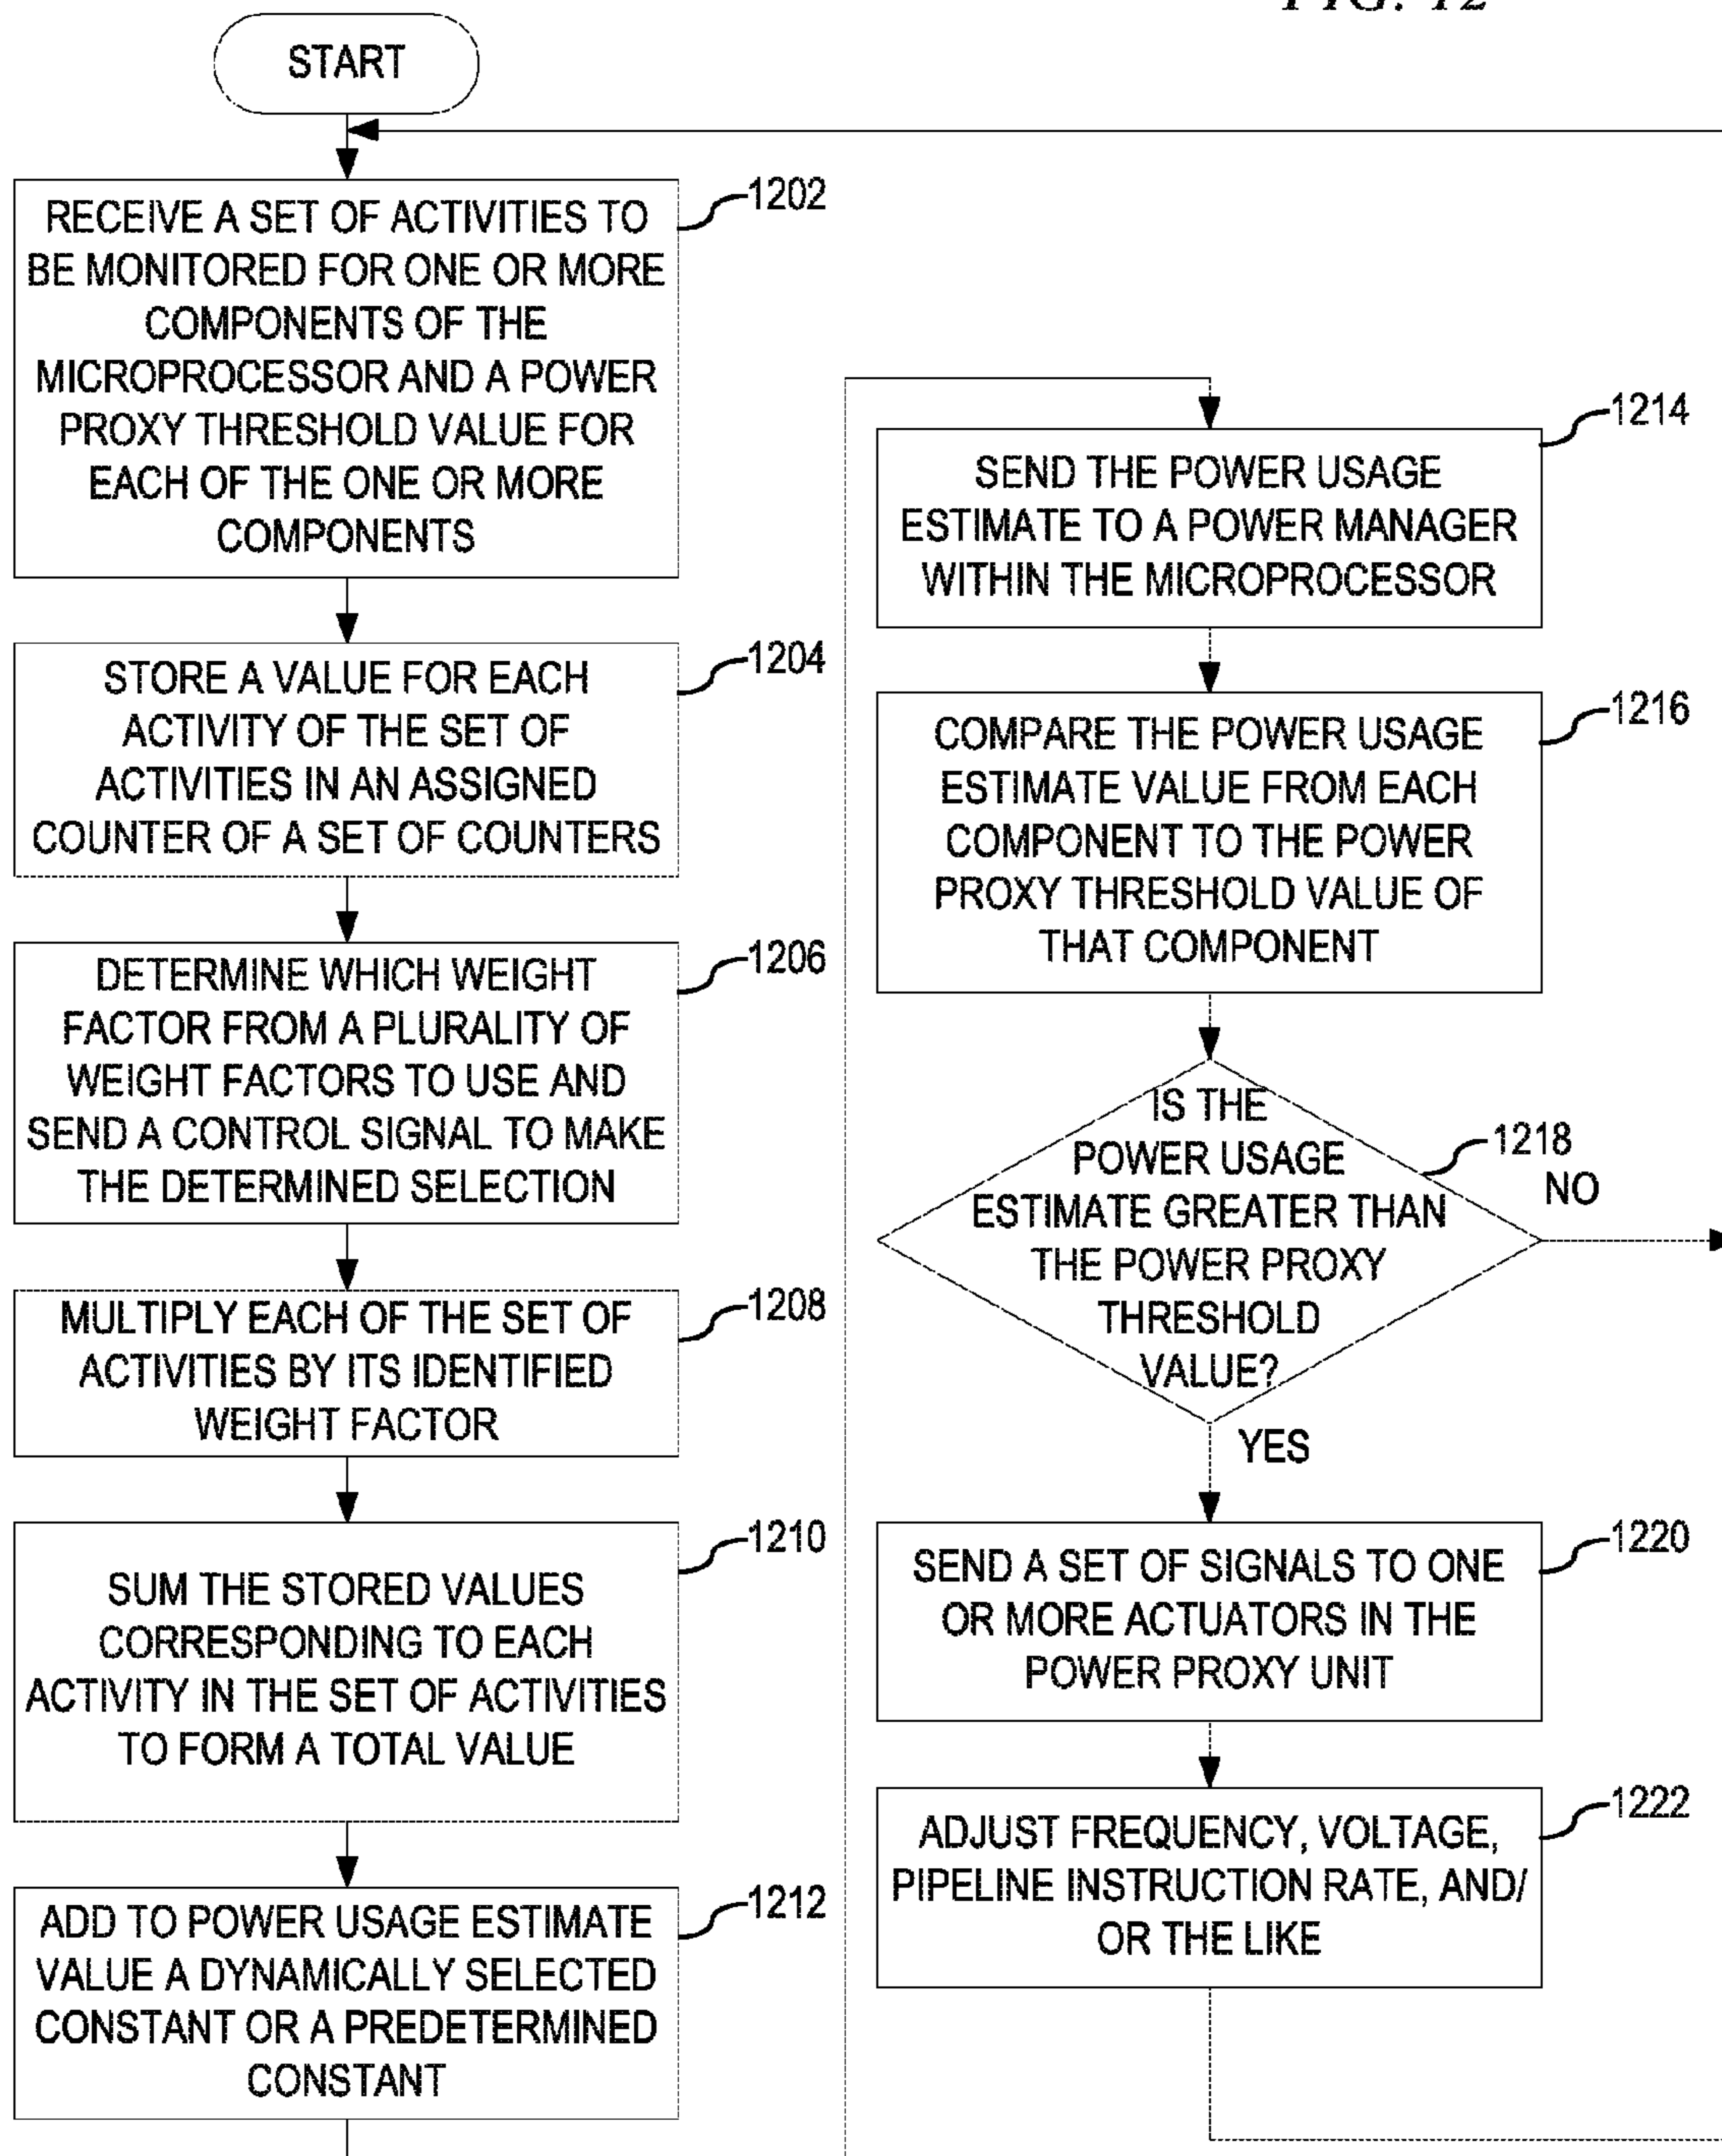 FIG. 12
START
1202
RECEIVE A SET OF ACTIVITIES TO
BE MONITORED FOR ONE OR MORE
COMPONENTS OF THE
MICROPROCESSOR AND A POWER
PROXY THRESHOLD VALUE FOR
EACH OF THE ONE OR MORE
COMPONENTS
1204
STORE A VALUE FOR EACH
ACTIVITY OF THE SET OF
ACTIVITIES IN AN ASSIGNED
COUNTER OF A SET OF COUNTERS
1206
DETERMINE WHICH WEIGHT
FACTOR FROM A PLURALITY OF
WEIGHT FACTORS TO USE AND
SEND A CONTROL SIGNAL TO MAKE
THE DETERMINED SELECTION
1208
MULTIPLY EACH OF THE SET OF
ACTIVITIES BY ITS IDENTIFIED
WEIGHT FACTOR
1210
SUM THE STORED VALUES
CORRESPONDING TO EACH
ACTIVITY IN THE SET OF ACTIVITIES
TO FORM A TOTAL VALUE
1212
ADD TO POWER USAGE ESTIMATE
VALUE A DYNAMICALLY SELECTED
CONSTANT OR A PREDETERMINED
CONSTANT
1214
SEND THE POWER USAGE
ESTIMATE TO A POWER MANAGER
WITHIN THE MICROPROCESSOR
1216
COMPARE THE POWER USAGE
ESTIMATE VALUE FROM EACH
COMPONENT TO THE POWER
PROXY THRESHOLD VALUE OF
THAT COMPONENT
1218
IS THE
POWER USAGE
ESTIMATE GREATER THAN
THE POWER PROXY
THRESHOLD
VALUE?
NO
YES
1220
SEND A SET OF SIGNALS TO ONE
OR MORE ACTUATORS IN THE
POWER PROXY UNIT
1222
ADJUST FREQUENCY, VOLTAGE,
PIPELINE INSTRUCTION RATE, AND/
OR THE LIKE